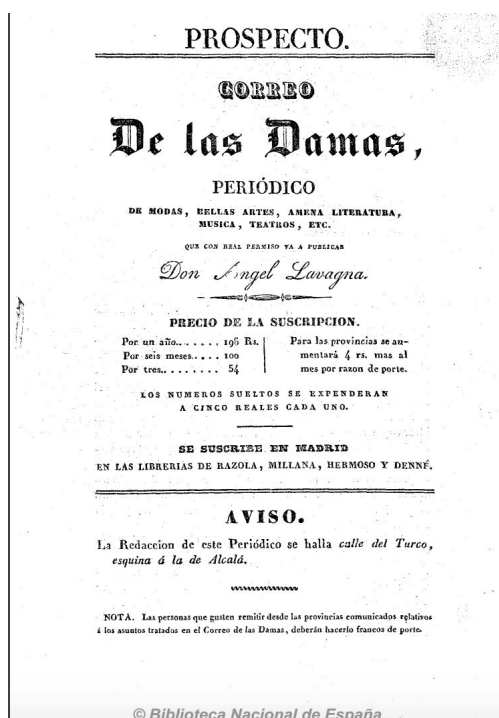 PROSPECTO.
CORREO
De las Damas,
PERIÓDICO
DE MODAS, BELLAS ARTES, AMENA LITERATURA,
MUSICA, TEATROS, ETC.
QUE CON REAL PERMISO VA A PUBLICAR
Don Ángel Lavagna.
PRECIO DE LA SUSCRIPCION.
Por un año....... 196 Rs.
Por seis meses..... 100
Por tres......... 54
Para las provincias se au-
mentará 4 rs. mas al
mes por razon de porte.
LOS NUMEROS SUELTOS SE EXPENDERAN
A CINCO REALES CADA UNO.
SE SUSCRIBE EN MADRID
EN LAS LIBRERIAS DE RAZOLA, MILLANA, HERMOSO Y DENNÉ.
AVISO.
La Redaccion de este Periódico se halla calle del Turco,
esquina á la de Alcalá.
NOTA. Las personas que gusten remitir desde las provincias comunicados relativos
á los asuntos tratados en el Correo de las Damas, deberán hacerlo francos de porte.
© Biblioteca Nacional de España